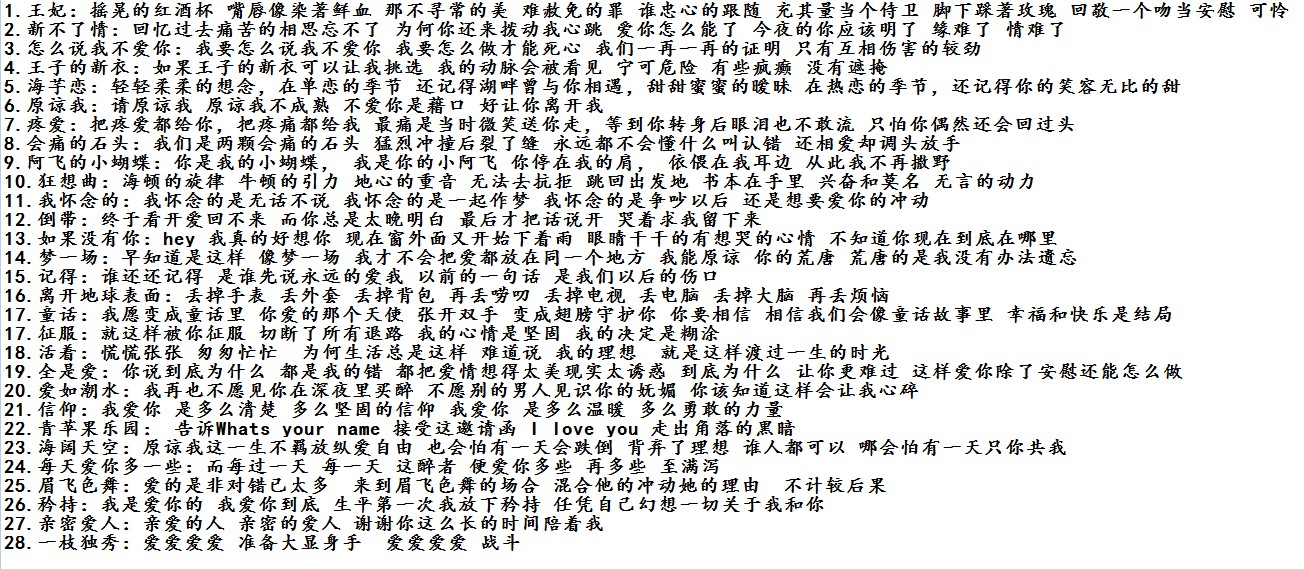 1.王妃：摇晃的红酒杯 嘴唇像染著鲜血 那不寻常的美 难赦免的罪 谁忠心的跟随 充其量当个侍卫 脚下踩著玫瑰 回敬一个吻当安慰 可怜
2.新不了情：回忆过去痛苦的相思忘不了 为何你还来拨动我心跳 爱你怎么能了 今夜的你应该明了 缘难了 情难了
3.怎么说我不爱你：我要怎么说我不爱你 我要怎么做才能死心 我们一再一再的证明 只有互相伤害的较劲
4.王子的新衣：如果王子的新衣可以让我挑选 我的动脉会被看见 宁可危险 有些疯癫 没有遮掩
5.海芋恋：轻轻柔柔的想念，在单恋的季节 还记得湖畔曾与你相遇，甜甜蜜蜜的暧昧 在热恋的季节，还记得你的笑容无比的甜
6.原谅我：请原谅我 原谅我不成熟 不爱你是藉口 好让你离开我
7.疼爱：把疼爱都给你，把疼痛都给我 最痛是当时微笑送你走，等到你转身后眼泪也不敢流 只怕你偶然还会回过头
8.会痛的石头：我们是两颗会痛的石头 猛烈冲撞后裂了缝 永远都不会懂什么叫认错 还相爱却调头放手
9.阿飞的小蝴蝶：你是我的小蝴蝶， 我是你的小阿飞 你停在我的肩， 依偎在我耳边 从此我不再撒野
10.狂想曲：海顿的旋律 牛顿的引力 地心的重音 无法去抗拒 跳回出发地 书本在手里 兴奋和莫名 无言的动力
11.我怀念的：我怀念的是无话不说 我怀念的是一起作梦 我怀念的是争吵以后 还是想要爱你的冲动
12.倒带：终于看开爱回不来 而你总是太晚明白 最后才把话说开 哭着求我留下来
13.如果没有你：hey 我真的好想你 现在窗外面又开始下着雨 眼睛干干的有想哭的心情 不知道你现在到底在哪里
14.梦一场：早知道是这样 像梦一场 我才不会把爱都放在同一个地方 我能原谅 你的荒唐 荒唐的是我没有办法遗忘
15.记得：谁还还记得 是谁先说永远的爱我 以前的一句话 是我们以后的伤口
16.离开地球表面：丢掉手表 丢外套 丢掉背包 再丢唠叨 丢掉电视 丢电脑 丢掉大脑 再丢烦恼
17.童话：我愿变成童话里 你爱的那个天使 张开双手 变成翅膀守护你 你要相信 相信我们会像童话故事里 幸福和快乐是结局
17.征服：就这样被你征服 切断了所有退路 我的心情是坚固 我的决定是糊涂
18.活着：慌慌张张 匆匆忙忙 为何生活总是这样 难道说 我的理想 就是这样渡过一生的时光
19.全是爱：你说到底为什么 都是我的错 都把爱情想得太美现实太诱惑 到底为什么 让你更难过 这样爱你除了安慰还能怎么做
20.爱如潮水：我再也不愿见你在深夜里买醉 不愿别的男人见识你的妩媚 你该知道这样会让我心碎
21.信仰：我爱你 是多么清楚 多么坚固的信仰 我爱你 是多么温暖 多么勇敢的力量
22.青苹果乐园： 告诉Whats your name 接受这邀请函 I love you 走出角落的黑暗
23.海阔天空：原谅我这一生不羁放纵爱自由 也会怕有一天会跌倒 背弃了理想 谁人都可以 哪会怕有一天只你共我
24.每天爱你多一些：而每过一天 每一天 这醉者 便爱你多些 再多些 至满泻
25.眉飞色舞：爱的是非对错已太多 来到眉飞色舞的场合 混合他的冲动她的理由 不计较后果
26.矜持：我是爱你的 我爱你到底 生平第一次我放下矜持 任凭自己幻想一切关于我和你
27.亲密爱人：亲爱的人 亲密的爱人 谢谢你这么长的时间陪着我
28.一枝独秀：爱爱爱爱 准备大显身手 爱爱爱爱 战斗